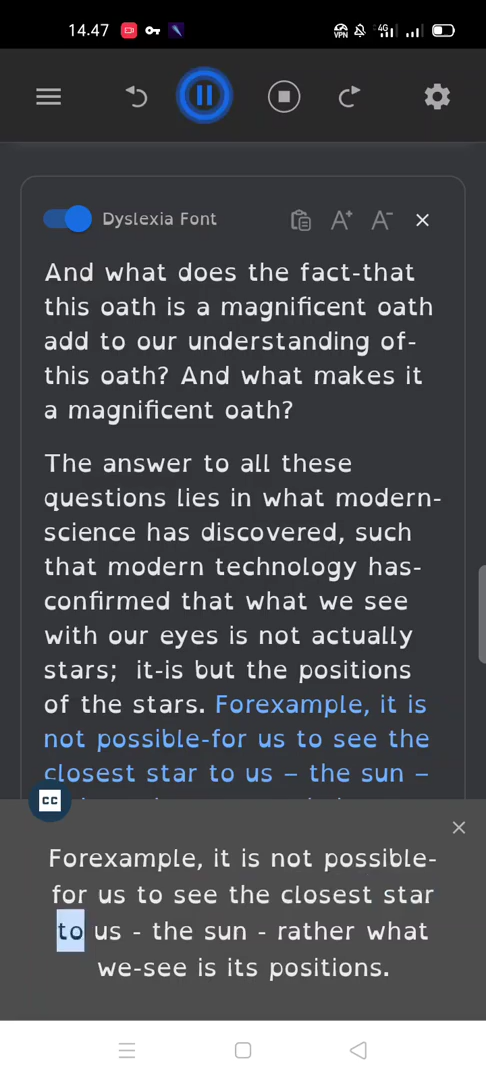 14.47
VPN
4G
Dyslexia Font
A+
A-
And what does the fact-that
this oath is a magnificent oath
add to our understanding of-
this oath? And what makes it
a magnificent oath?
The answer to all these
questions lies in what modern-
science has discovered, such
that modern technology has-
confirmed that what we see
with our eyes is not actually
stars;  it-is but the positions
of the stars. Forexample, it is
not possible-for us to see the
closest star to us – the sun –
CC
Forexample, it is not possible-
for us to see the closest star
to us - the sun - rather what
we-see is its positions.